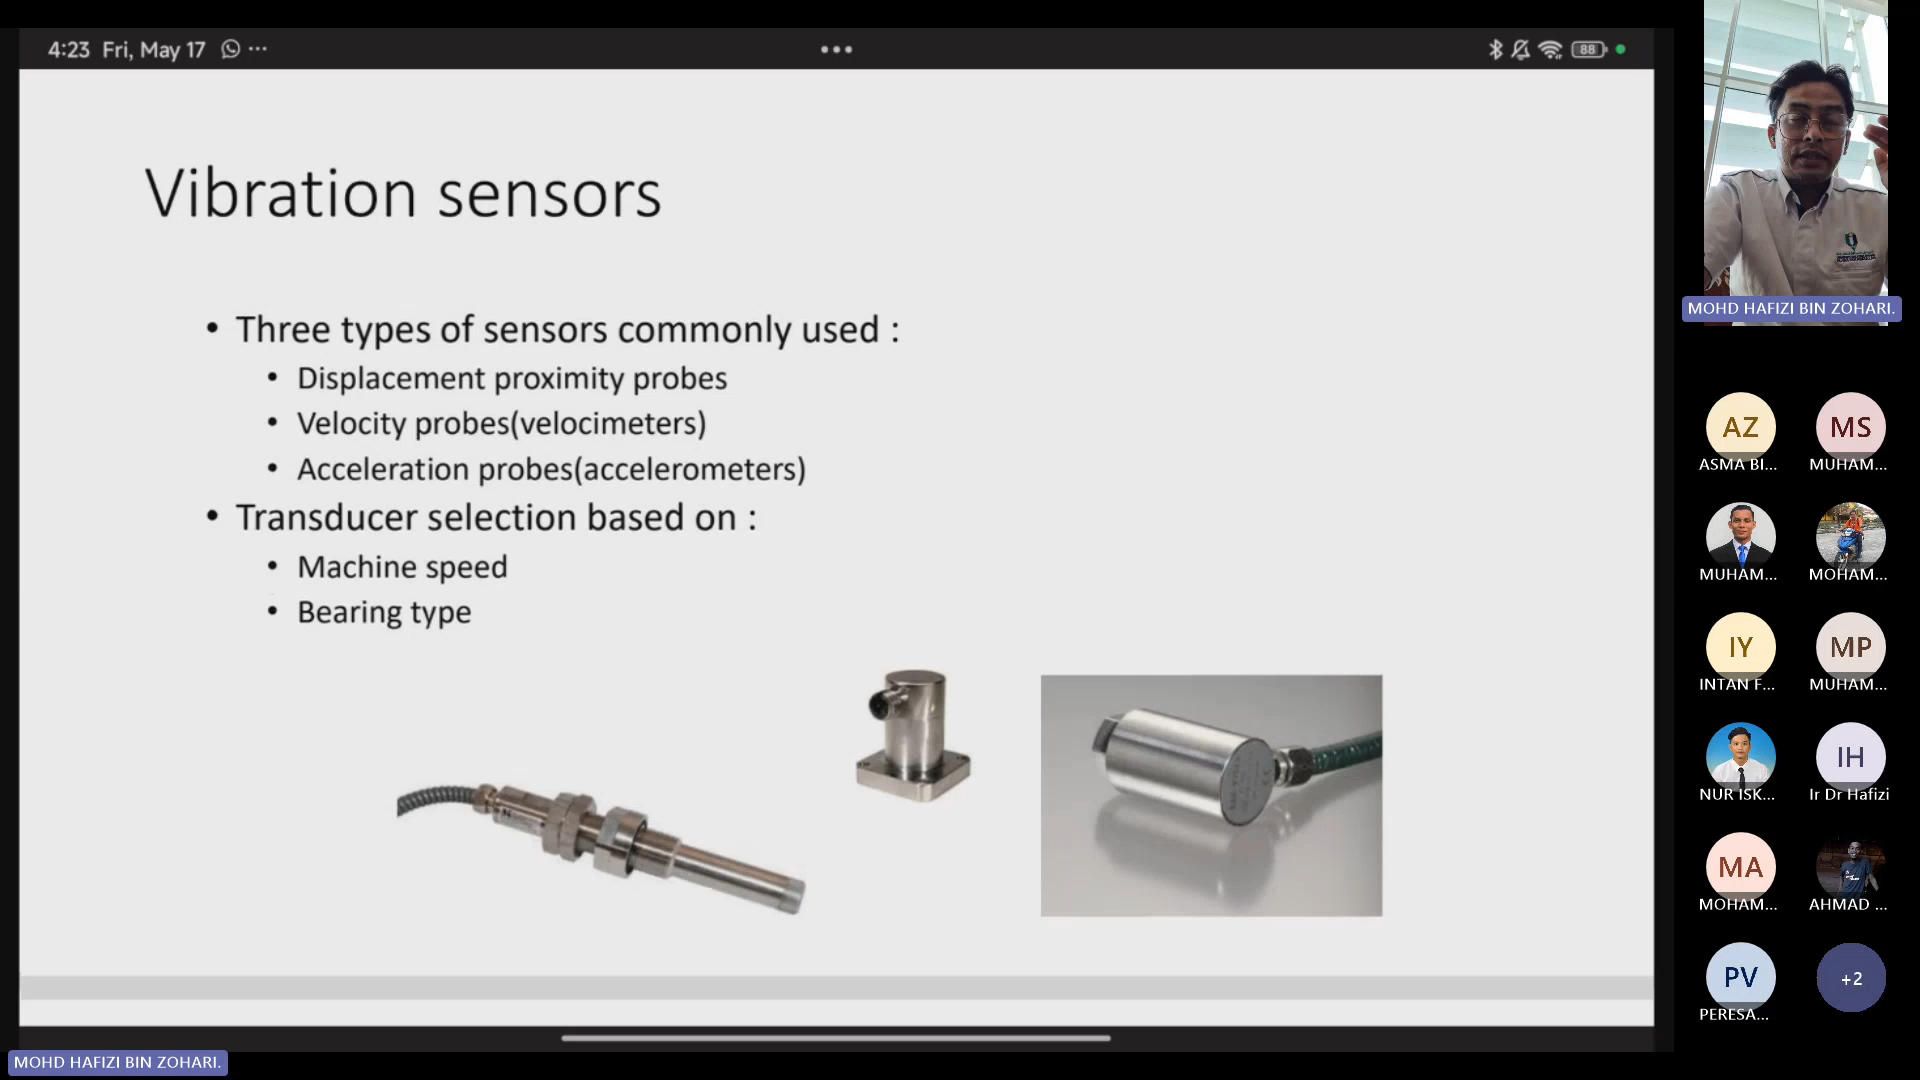 4:23 Fri, May 17
88
Vibration sensors
• Three types of sensors commonly used :
• Displacement proximity probes
• Velocity probes(velocimeters)
• Acceleration probes(accelerometers)
• Transducer selection based on :
• Machine speed
• Bearing type
MOHD HAFIZI BIN ZOHARI.
AZ
ASMA BI...
MS
MUHAM...
MUHAM...
MOHAM...
IY
INTAN F...
MP
MUHAM...
NUR ISK...
IH
Ir Dr Hafizi
MA
MOHAM...
AHMAD ...
PV
PERESA...
+2
MOHD HAFIZI BIN ZOHARI.